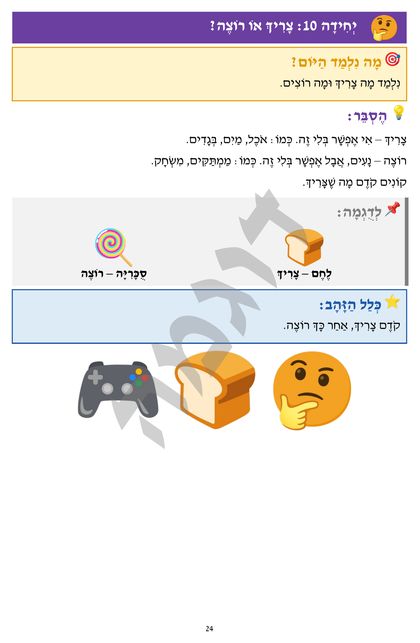 יְחִידָה 10: צָרִיךְ אוֹ רוֹצֶה?
מָה נִלְמַד הַיּוֹם?
נִלְמַד מָה צָרִיךְ וּמָה רוֹצִים.
הֶסְבֵּר:
צָרִיךְ – אִי אֶפְשָׁר בְּלִי זֶה. כְּמוֹ: אֹכֶל, מַיִם, בְּגָדִים.
רוֹצֶה – נָעִים, אֲבָל אֶפְשָׁר בְּלִי זֶה. כְּמוֹ: מַמְתַּקִּים, מִשְׂחָק.
קוֹנִים קֹדֶם מָה שֶׁצָּרִיךְ.
לְדֻגְמָה:
לֶחֶם – צָרִיךְ
סֻכָּרִיָּה – רוֹצֶה
כְּלַל הַזָּהָב:
קֹדֶם צָרִיךְ, אַחַר כָּךְ רוֹצֶה.
דוגמא
24